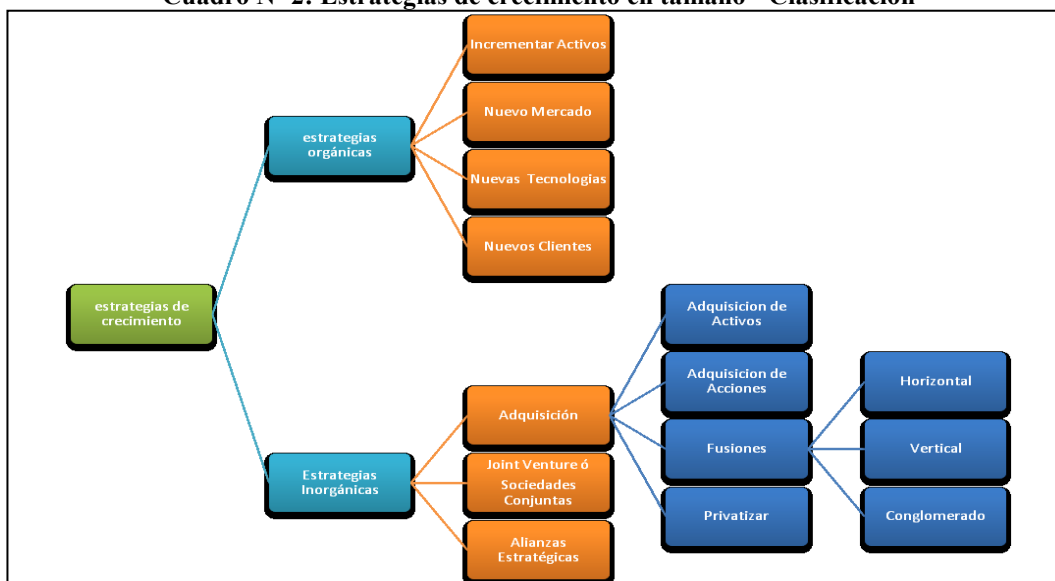 Cuadro N° 2: Estrategias de crecimiento en tamaño - Clasificación
Incrementar Activos
Nuevo Mercado
estrategias
orgánicas
Nuevas Tecnologias
Nuevos Clientes
estrategias de
crecimiento
Adquisicion de
Activos
Adquisicion de
Acciones
Horizontal
Adquisición
Fusiones
Vertical
Estrategias
Inorgánicas
Joint Venture ó
Sociedades
Conjuntas
Privatizar
Conglomerado
Alianzas
Estratégicas